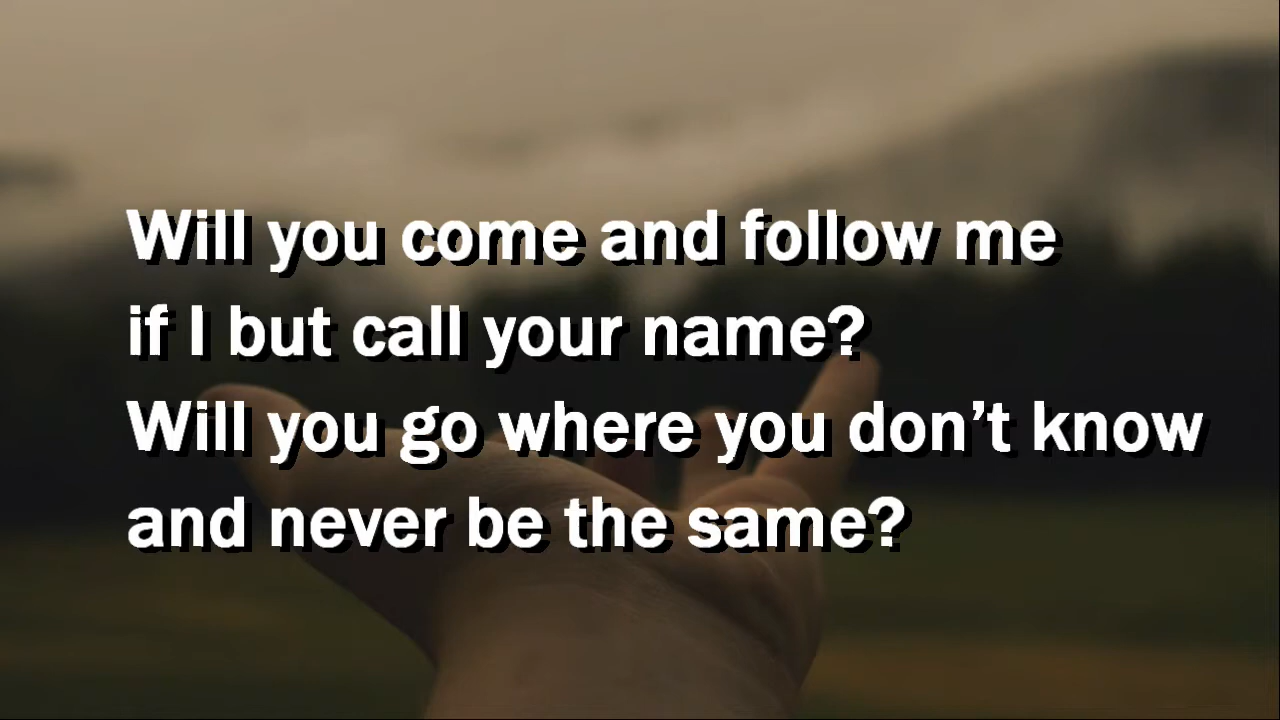 Will you come and follow me
if I but call your name?
Will you go where you don’t know
and never be the same?